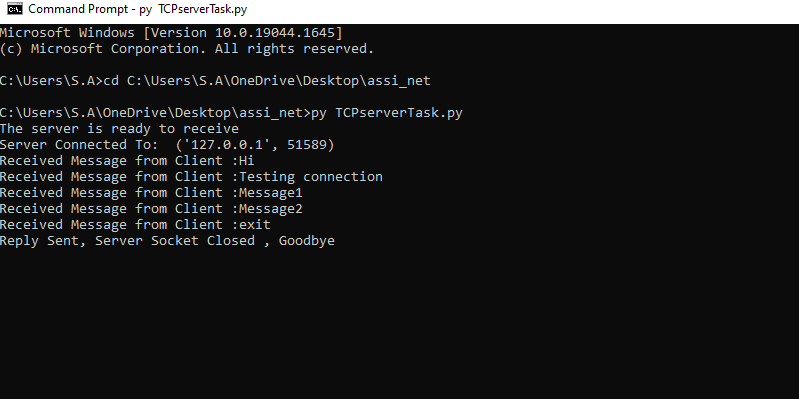 Command Prompt - py  TCPserverTask.py
Microsoft Windows [Version 10.0.19044.1645]
(c) Microsoft Corporation. All rights reserved.
C:\Users\S.A>cd C:\Users\S.A\OneDrive\Desktop\assi_net
C:\Users\S.A\OneDrive\Desktop\assi_net>py TCPserverTask.py
The server is ready to receive
Server Connected To:  ('127.0.0.1', 51589)
Received Message from Client :Hi
Received Message from Client :Testing connection
Received Message from Client :Message1
Received Message from Client :Message2
Received Message from Client :exit
Reply Sent, Server Socket Closed , Goodbye